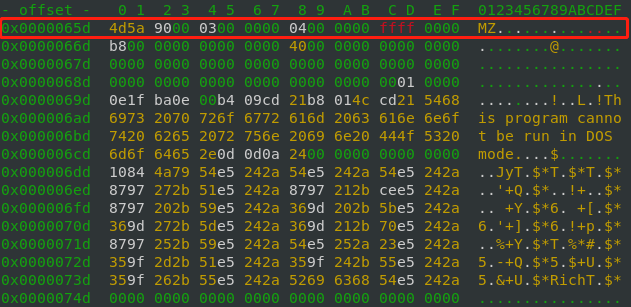 - offset - 0 1 2 3 4 5 6 7 8 9 A B C D E F 0123456789ABCDEF
0x0000065d 4d5a 9000 0300 0000 0400 0000 ffff 0000 MZ..............
0x0000066d b800 0000 0000 0000 4000 0000 0000 0000 ........@.......
0x0000067d 0000 0000 0000 0000 0000 0000 0000 0000 ................
0x0000068d 0000 0000 0000 0000 0000 0000 0001 0000 ................
0x0000069d 0e1f ba0e 00b4 09cd 21b8 014c cd21 5468 ........!..L.!Th
0x000006ad 6973 2070 726f 6772 616d 2063 616e 6e6f is program canno
0x000006bd 7420 6265 2072 756e 2069 6e20 444f 5320 t be run in DOS
0x000006cd 6d6f 6465 2e0d 0d0a 2400 0000 0000 0000 mode....$.......
0x000006dd 1084 4a79 54e5 242a 54e5 242a 54e5 242a ..JyT.$*T.$*T.$*
0x000006ed 8797 272b 51e5 242a 8797 212b cee5 242a ..'+Q.$*..!+..$*
0x000006fd 8797 202b 59e5 242a 369d 202b 5be5 242a .. +Y.$*6. +[.$*
0x0000070d 369d 272b 5de5 242a 369d 212b 70e5 242a 6.'+].$*6.!+p.$*
0x0000071d 8797 252b 59e5 242a 54e5 252a 23e5 242a ..%+Y.$*T.%*#.$*
0x0000072d 359f 2d2b 51e5 242a 359f 242b 55e5 242a 5.-+Q.$*5.$+U.$*
0x0000073d 359f 262b 55e5 242a 5269 6368 54e5 242a 5.&+U.$*RichT.$*
0x0000074d 0000 0000 0000 0000 0000 0000 0000 0000 ................